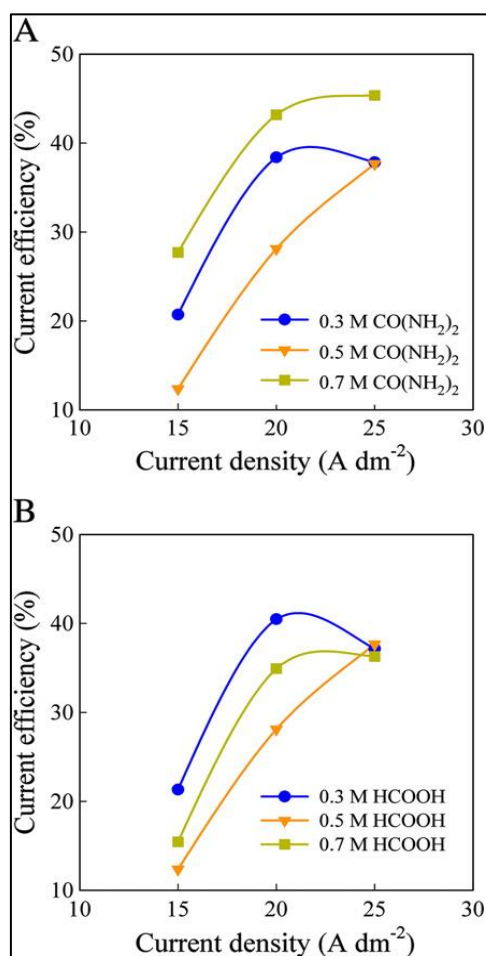 A
50
40
30
20
10
Current efficiency (%)
0.3 M CO(NH₂)₂
0.5 M CO(NH₂)₂
0.7 M CO(NH₂)₂
10 15 20 25 30
Current density (A dm⁻²)
B
50
40
30
20
10
Current efficiency (%)
0.3 M HCOOH
0.5 M HCOOH
0.7 M HCOOH
10 15 20 25 30
Current density (A dm⁻²)